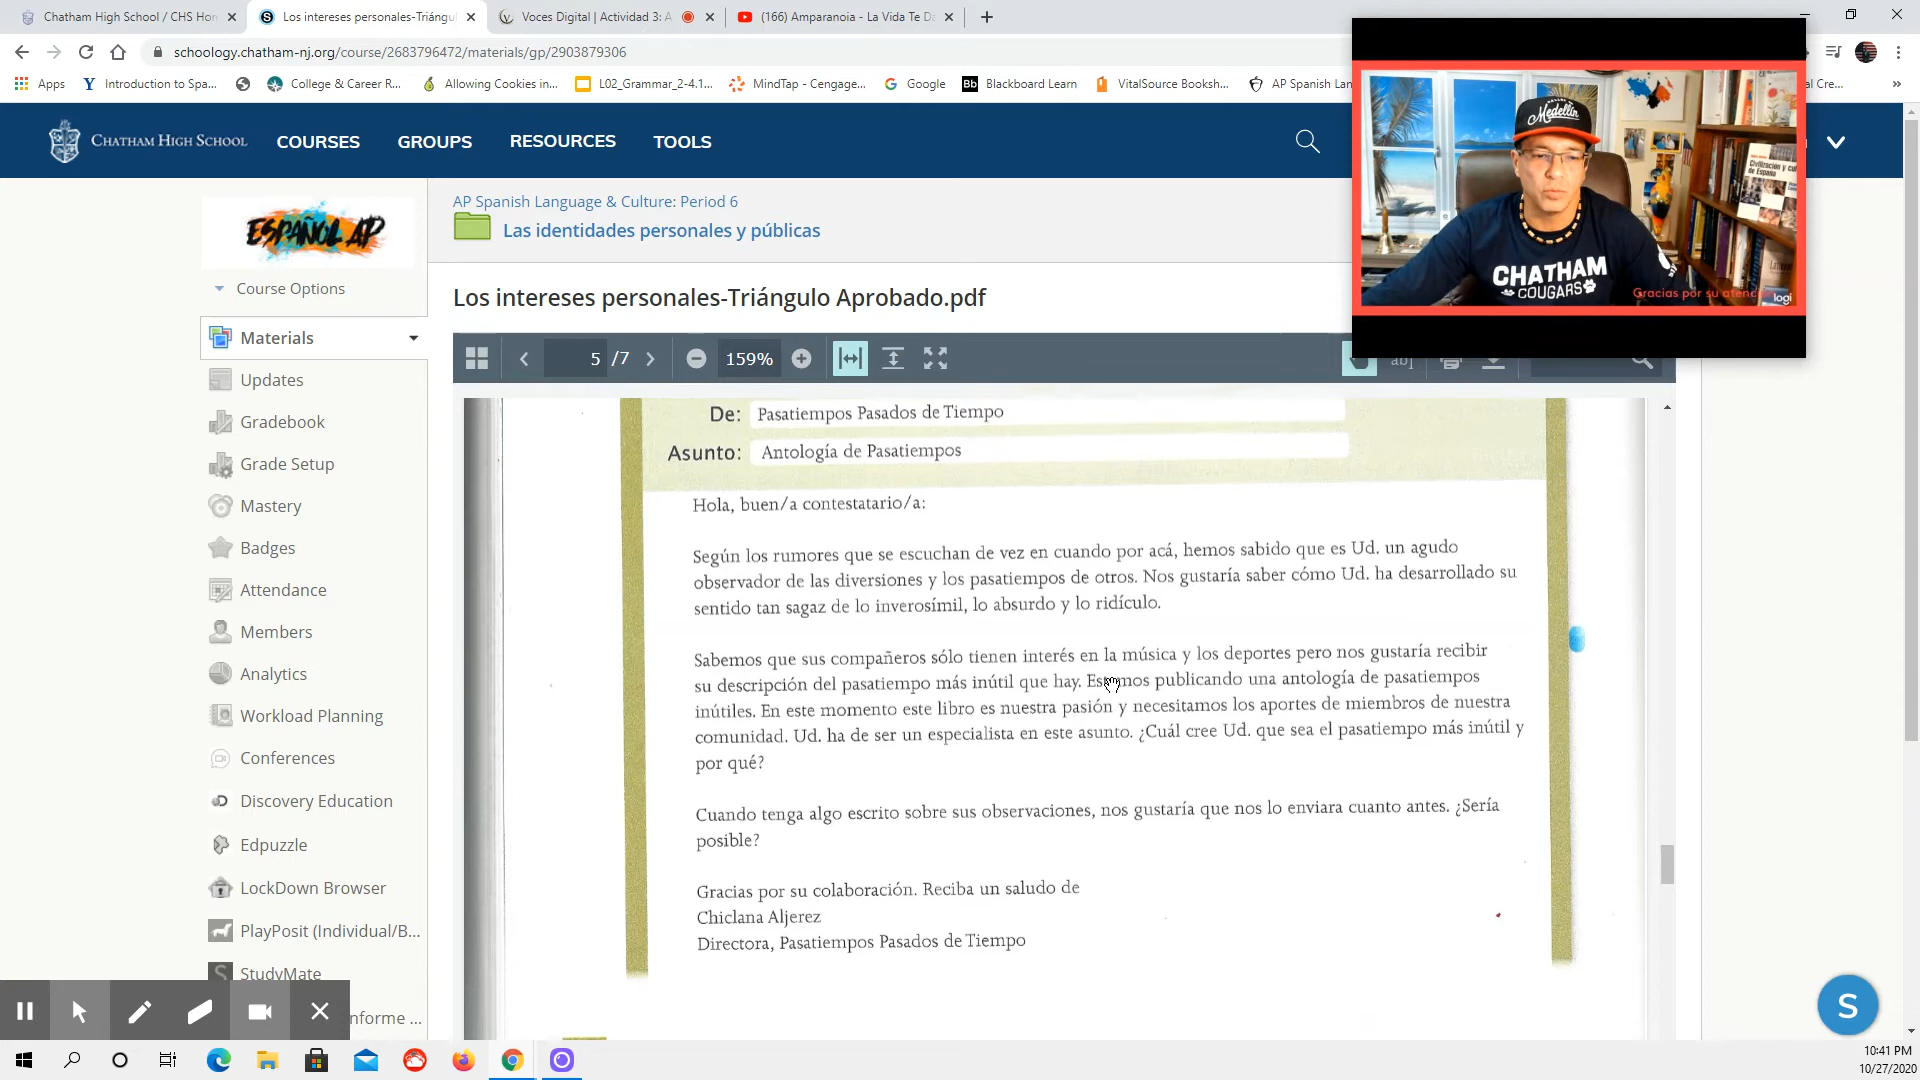 Chatham High School / CHS Hor
Los intereses personales-Triángul
Voces Digital | Actividad 3: A
(166) Amparanoia - La Vida Te Da
schoology.chatham-nj.org/course/2683796472/materials/gp/2903879306
Apps
Introduction to Spa...
College & Career R...
Allowing Cookies in...
L02_Grammar_2-4.1...
MindTap - Cengage...
Google
Blackboard Learn
VitalSource Booksh...
AP Spanish Lan
al Cre...
CHATHAM HIGH SCHOOL
COURSES
GROUPS
RESOURCES
TOOLS
Medellín
Civilización y cu
de España
CHATHAM
COUGARS
Gracias por su atenc
logi
ESPAÑOL AP
Course Options
Materials
Updates
Gradebook
Grade Setup
Mastery
Badges
Attendance
Members
Analytics
Workload Planning
Conferences
Discovery Education
Edpuzzle
LockDown Browser
PlayPosit (Individual/B...
StudyMate
nforme ...
AP Spanish Language & Culture: Period 6
Las identidades personales y públicas
Los intereses personales-Triángulo Aprobado.pdf
5 /7
159%
De: Pasatiempos Pasados de Tiempo
Asunto: Antología de Pasatiempos
Hola, buen/a contestatario/a:
Según los rumores que se escuchan de vez en cuando por acá, hemos sabido que es Ud. un agudo
observador de las diversiones y los pasatiempos de otros. Nos gustaría saber cómo Ud. ha desarrollado su
sentido tan sagaz de lo inverosímil, lo absurdo y lo ridículo.
Sabemos que sus compañeros sólo tienen interés en la música y los deportes pero nos gustaría recibir
su descripción del pasatiempo más inútil que hay. Estamos publicando una antología de pasatiempos
inútiles. En este momento este libro es nuestra pasión y necesitamos los aportes de miembros de nuestra
comunidad. Ud. ha de ser un especialista en este asunto. ¿Cuál cree Ud. que sea el pasatiempo más inútil y
por qué?
Cuando tenga algo escrito sobre sus observaciones, nos gustaría que nos lo enviara cuanto antes. ¿Sería
posible?
Gracias por su colaboración. Reciba un saludo de
Chiclana Aljerez
Directora, Pasatiempos Pasados de Tiempo
S
10:41 PM
10/27/2020